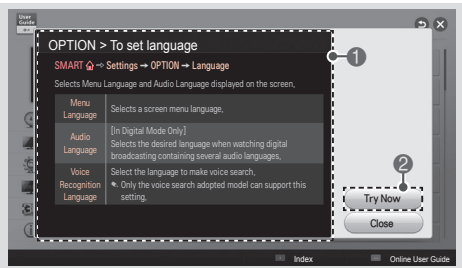 User
Guide
OPTION > To set language
SMART ⇨ Settings → OPTION → Language
Selects Menu Language and Audio Language displayed on the screen.
Menu
Language
Selects a screen menu language.
Audio
Language
[In Digital Mode Only]
Selects the desired language when watching digital
broadcasting containing several audio languages.
Voice
Recognition
Language
Select the language to make voice search.
Only the voice search adopted model can support this
setting.
1
2
Try Now
Close
Index
Online User Guide